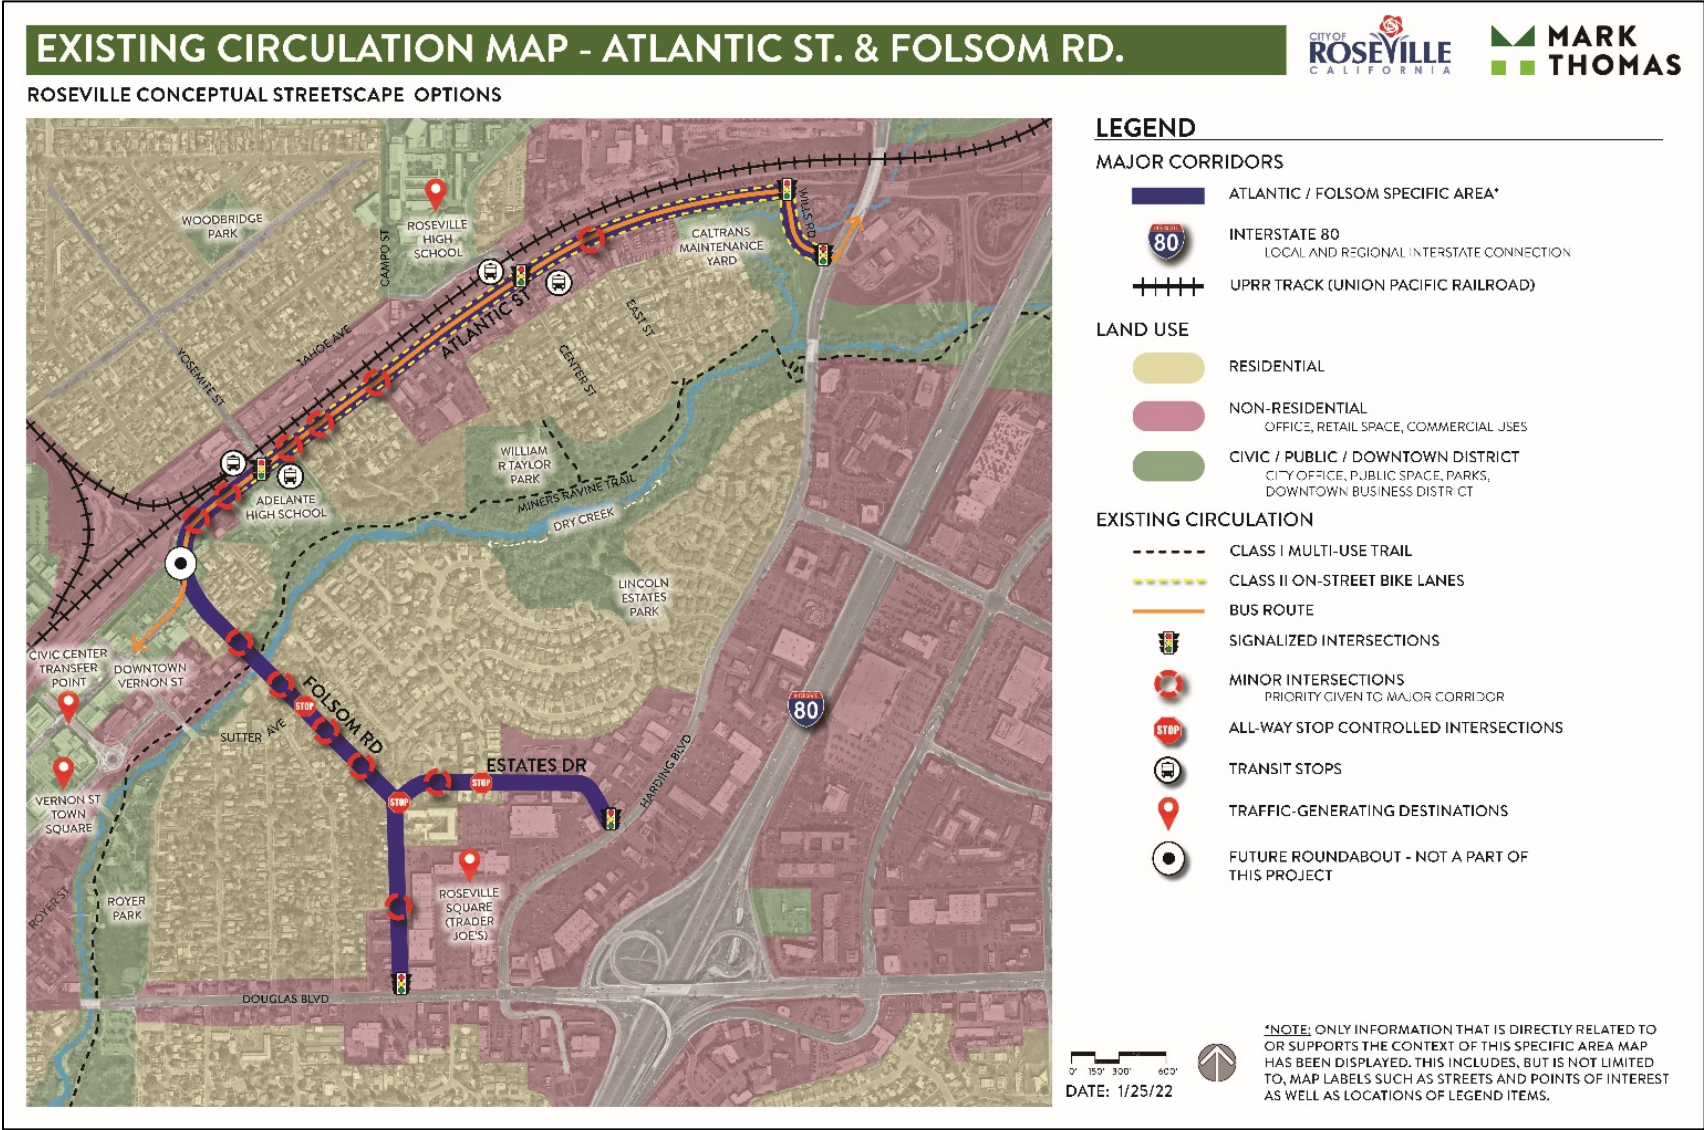 EXISTING CIRCULATION MAP - ATLANTIC ST. & FOLSOM RD.
CITY OF
ROSEVILLE
CALIFORNIA
MARK
THOMAS
ROSEVILLE CONCEPTUAL STREETSCAPE OPTIONS
WOODBRIDGE
PARK
CAMPO ST
ROSEVILLE
HIGH
SCHOOL
CALTRANS
MAINTENANCE
YARD
WILLS RD
ATLANTIC ST
TAHOE AVE
YOSEMITE ST
EAST ST
CENTER ST
WILLIAM
R TAYLOR
PARK
MINERS RAVINE TRAIL
DRY CREEK
ADELANTE
HIGH SCHOOL
LINCOLN
ESTATES
PARK
CIVIC CENTER
TRANSFER
POINT
DOWNTOWN
VERNON ST
FOLSOM RD
STOP
SUTTER AVE
INTERSTATE
80
ESTATES DR
STOP
STOP
HARDING BLVD
VERNON ST
TOWN
SQUARE
ROYER ST
ROYER
PARK
ROSEVILLE
SQUARE
(TRADER
JOE'S)
DOUGLAS BLVD
LEGEND
MAJOR CORRIDORS
ATLANTIC / FOLSOM SPECIFIC AREA*
INTERSTATE
80
INTERSTATE 80
LOCAL AND REGIONAL INTERSTATE CONNECTION
UPRR TRACK (UNION PACIFIC RAILROAD)
LAND USE
RESIDENTIAL
NON-RESIDENTIAL
OFFICE, RETAIL SPACE, COMMERCIAL USES
CIVIC / PUBLIC / DOWNTOWN DISTRICT
CITY OFFICE, PUBLIC SPACE, PARKS,
DOWNTOWN BUSINESS DISTRICT
EXISTING CIRCULATION
CLASS I MULTI-USE TRAIL
CLASS II ON-STREET BIKE LANES
BUS ROUTE
SIGNALIZED INTERSECTIONS
MINOR INTERSECTIONS
PRIORITY GIVEN TO MAJOR CORRIDOR
STOP
ALL-WAY STOP CONTROLLED INTERSECTIONS
TRANSIT STOPS
TRAFFIC-GENERATING DESTINATIONS
FUTURE ROUNDABOUT - NOT A PART OF
THIS PROJECT
0' 150' 300' 600'
DATE: 1/25/22
*NOTE: ONLY INFORMATION THAT IS DIRECTLY RELATED TO
OR SUPPORTS THE CONTEXT OF THIS SPECIFIC AREA MAP
HAS BEEN DISPLAYED. THIS INCLUDES, BUT IS NOT LIMITED
TO, MAP LABELS SUCH AS STREETS AND POINTS OF INTEREST
AS WELL AS LOCATIONS OF LEGEND ITEMS.